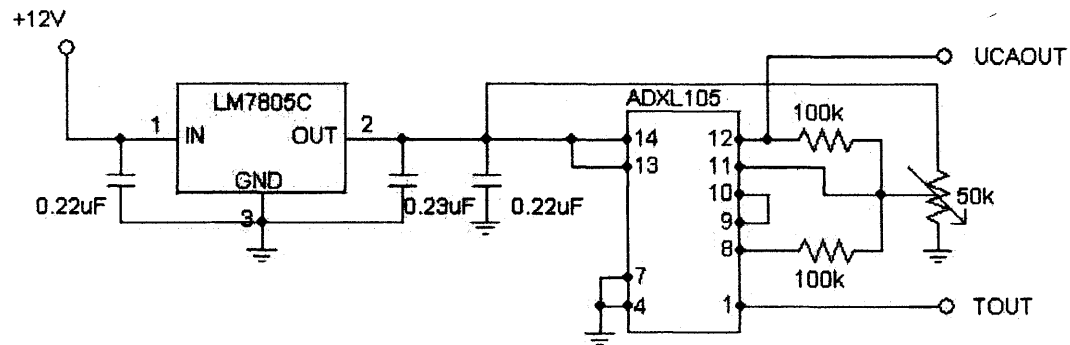 +12V
UCAOUT
LM7805C
ADXL105
100k
1
IN
OUT
2
14
12
13
11
GND
10
50k
0.22uF
3
0.23uF
0.22uF
9
8
7
100k
4
1
TOUT